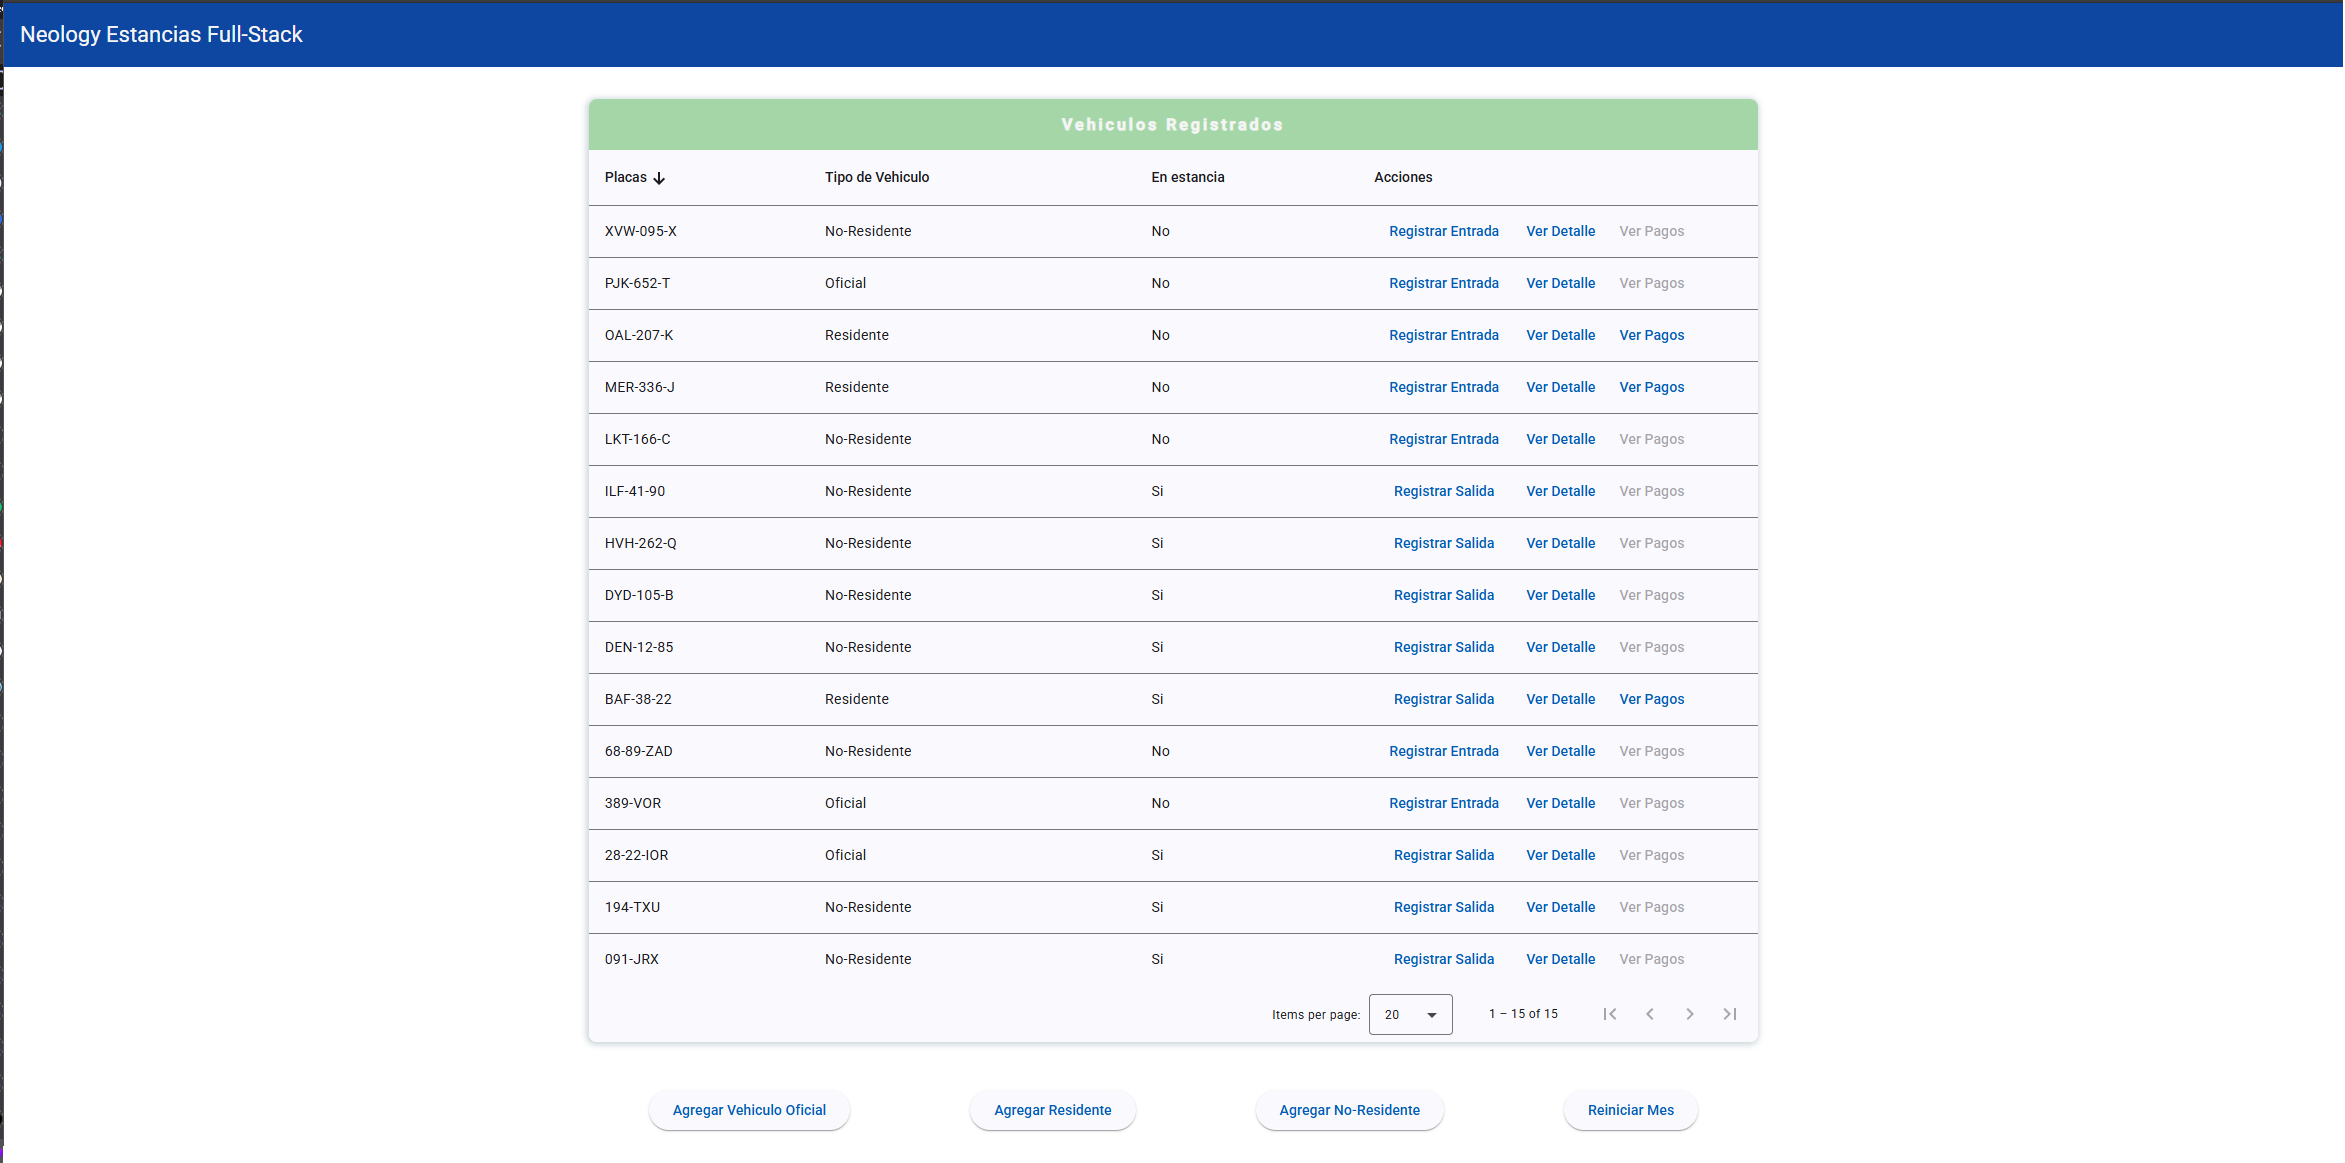 Neology Estancias Full-Stack
Vehiculos Registrados
Placas Tipo de Vehiculo En estancia Acciones
XVW-095-X No-Residente No Registrar Entrada Ver Detalle Ver Pagos
PJK-652-T Oficial No Registrar Entrada Ver Detalle Ver Pagos
OAL-207-K Residente No Registrar Entrada Ver Detalle Ver Pagos
MER-336-J Residente No Registrar Entrada Ver Detalle Ver Pagos
LKT-166-C No-Residente No Registrar Entrada Ver Detalle Ver Pagos
ILF-41-90 No-Residente Si Registrar Salida Ver Detalle Ver Pagos
HVH-262-Q No-Residente Si Registrar Salida Ver Detalle Ver Pagos
DYD-105-B No-Residente Si Registrar Salida Ver Detalle Ver Pagos
DEN-12-85 No-Residente Si Registrar Salida Ver Detalle Ver Pagos
BAF-38-22 Residente Si Registrar Salida Ver Detalle Ver Pagos
68-89-ZAD No-Residente No Registrar Entrada Ver Detalle Ver Pagos
389-VOR Oficial No Registrar Entrada Ver Detalle Ver Pagos
28-22-IOR Oficial Si Registrar Salida Ver Detalle Ver Pagos
194-TXU No-Residente Si Registrar Salida Ver Detalle Ver Pagos
091-JRX No-Residente Si Registrar Salida Ver Detalle Ver Pagos
Items per page: 20 1 – 15 of 15
Agregar Vehiculo Oficial Agregar Residente Agregar No-Residente Reiniciar Mes